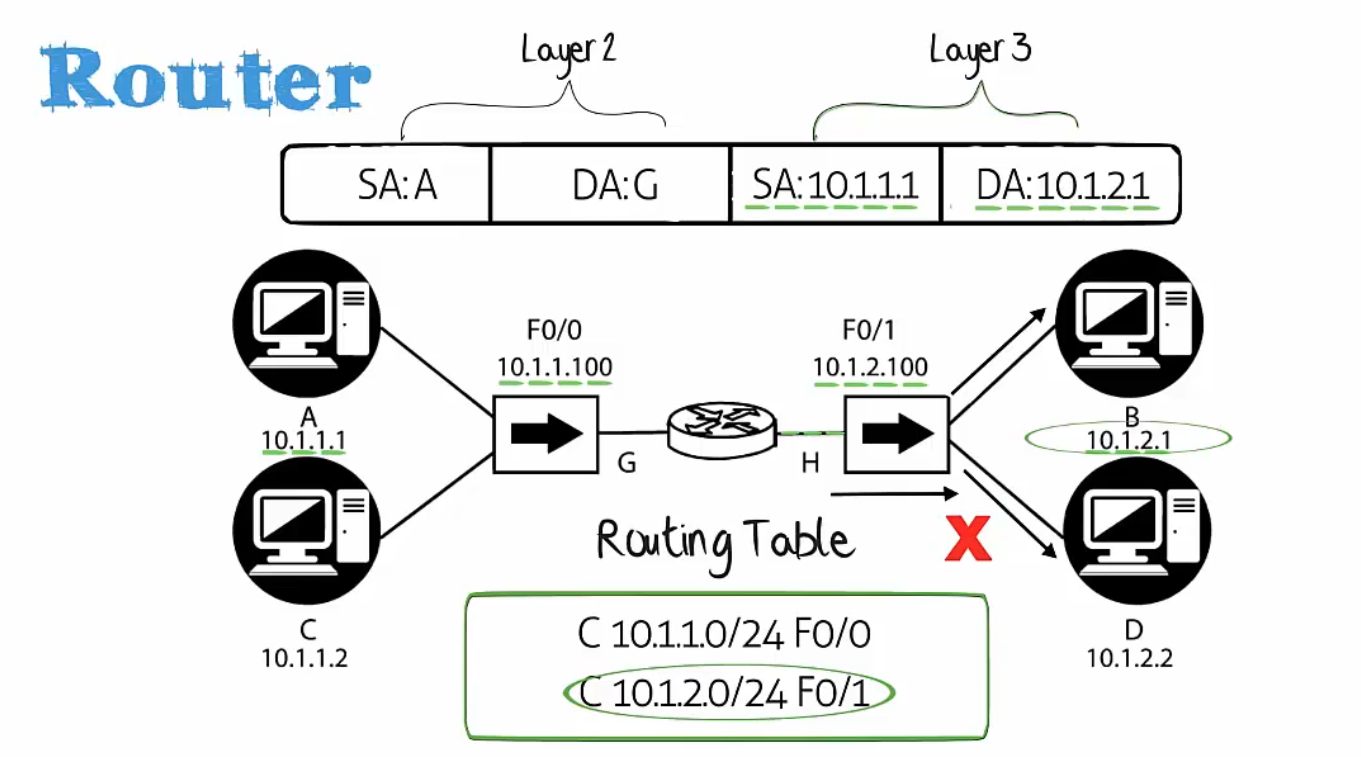 Router
Layer 2
Layer 3
SA: A
DA:G
SA:10.1.1.1
DA:10.1.2.1
F0/0
10.1.1.100
F0/1
10.1.2.100
A
10.1.1.1
B
10.1.2.1
G
H
Routing Table
X
C
10.1.1.2
D
10.1.2.2
C 10.1.1.0/24 F0/0
C 10.1.2.0/24 F0/1